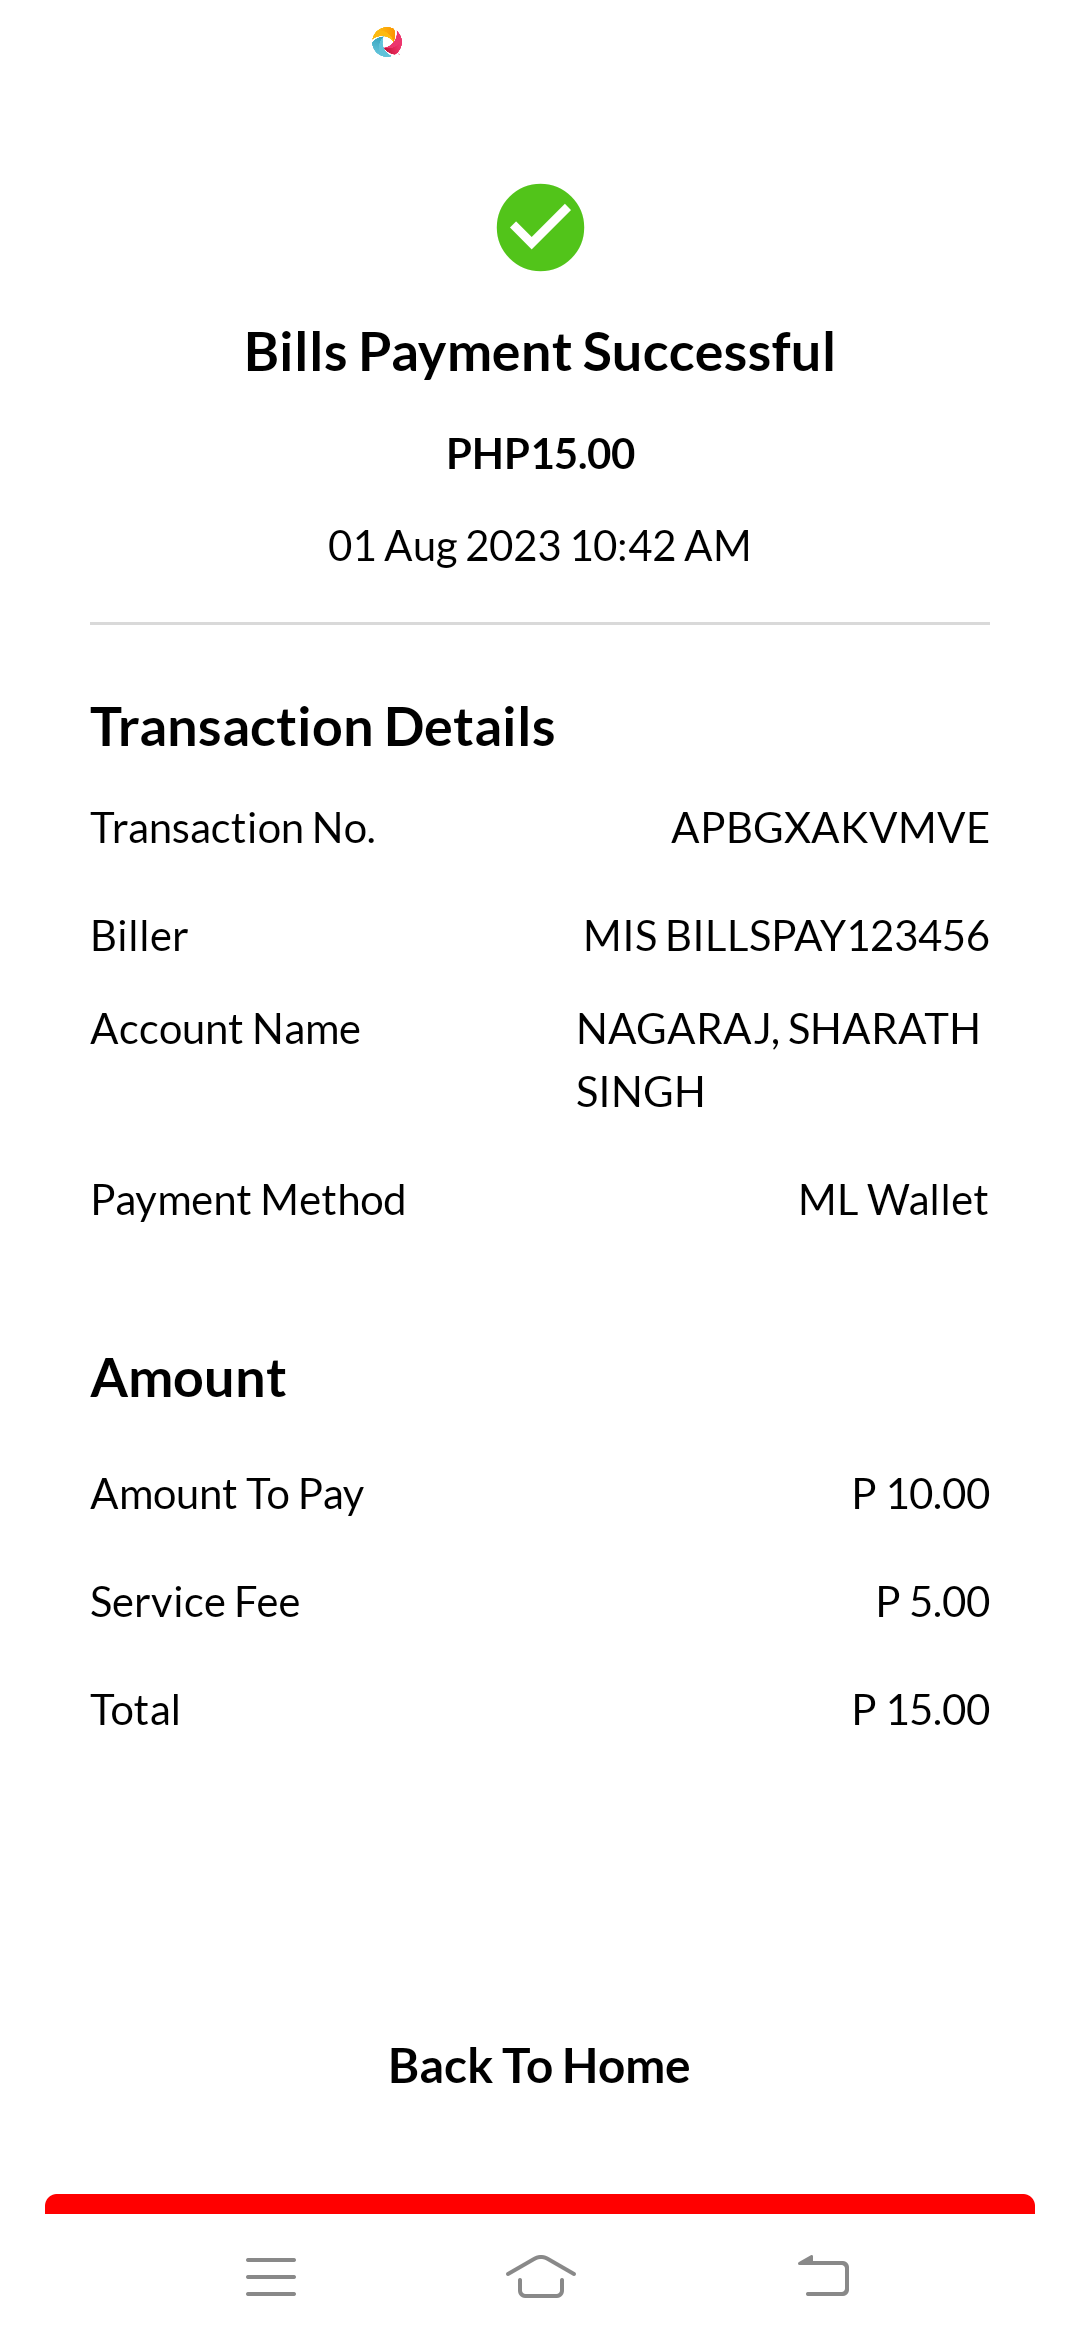 Bills Payment Successful
PHP15.00
01 Aug 2023 10:42 AM
Transaction Details
Transaction No. APBGXAKVMVE
Biller MIS BILLSPAY123456
Account Name NAGARAJ, SHARATH
SINGH
Payment Method ML Wallet
Amount
Amount To Pay P 10.00
Service Fee P 5.00
Total P 15.00
Back To Home